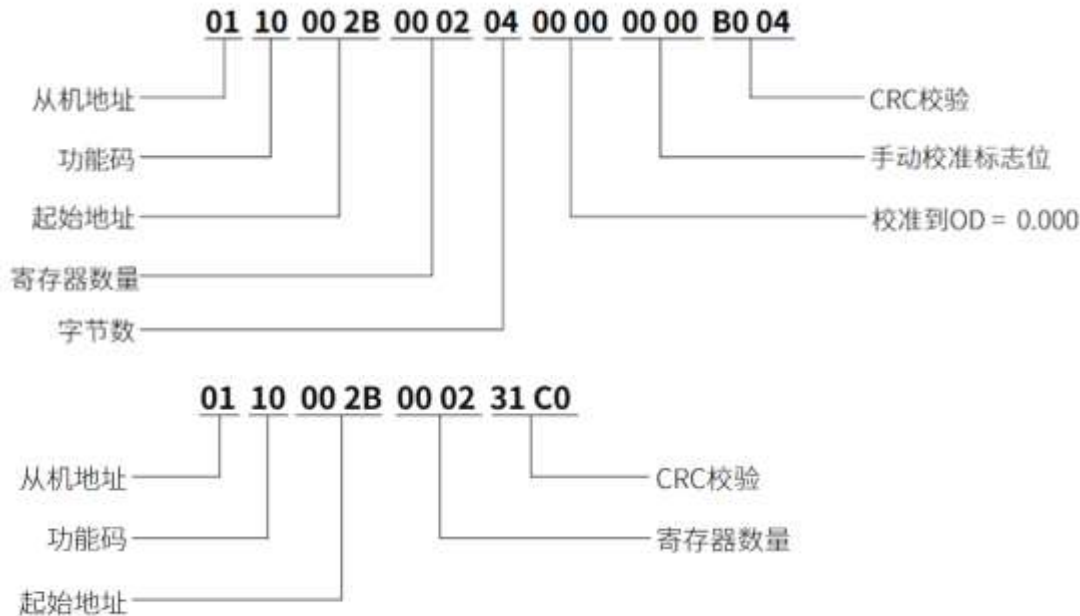 01 10 00 2B 00 02 04 00 00 00 00 B0 04
从机地址
CRC校验
功能码
手动校准标志位
起始地址
校准到OD = 0.000
寄存器数量
字节数
01 10 00 2B 00 02 31 C0
从机地址
CRC校验
功能码
寄存器数量
起始地址